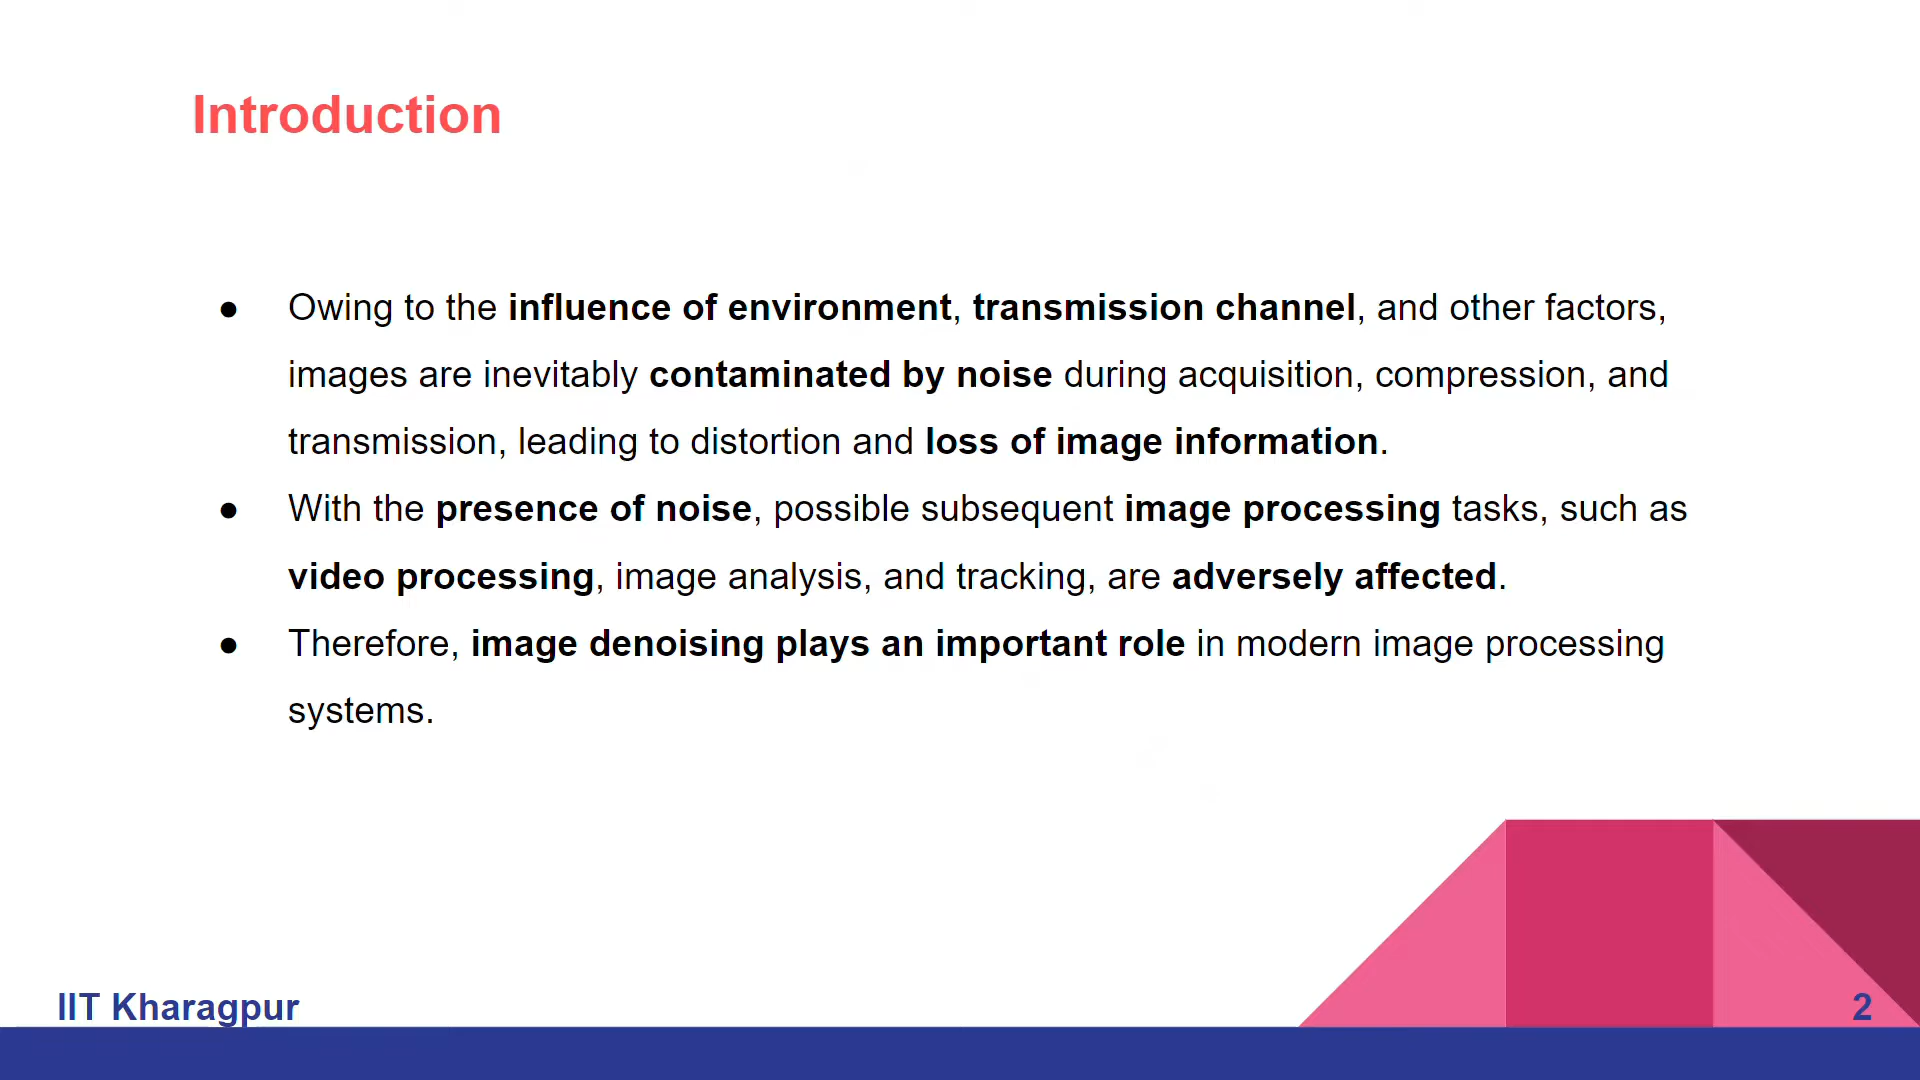 Introduction
● Owing to the influence of environment, transmission channel, and other factors,
images are inevitably contaminated by noise during acquisition, compression, and
transmission, leading to distortion and loss of image information.
● With the presence of noise, possible subsequent image processing tasks, such as
video processing, image analysis, and tracking, are adversely affected.
● Therefore, image denoising plays an important role in modern image processing
systems.
IIT Kharagpur
2